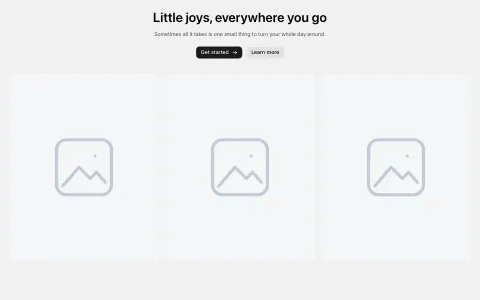 Little joys, everywhere you go
Sometimes all it takes is one small thing to turn your whole day around.
Get started →
Learn more